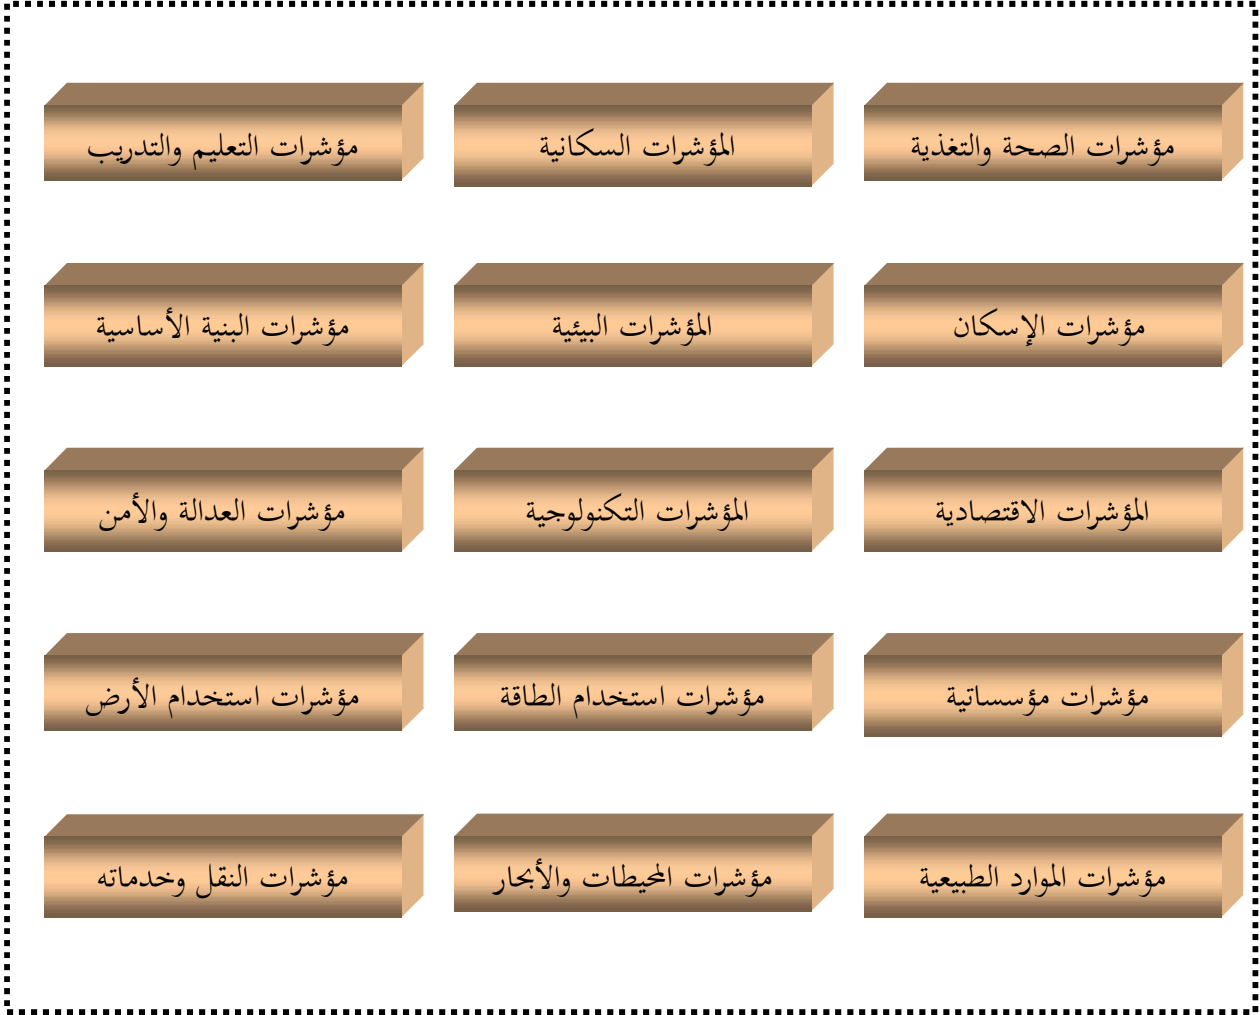 مؤشرات الصحة والتغذية
المؤشرات السكانية
مؤشرات التعليم والتدريب
مؤشرات الإسكان
المؤشرات البيئية
مؤشرات البنية الأساسية
المؤشرات الاقتصادية
المؤشرات التكنولوجية
مؤشرات العدالة والأمن
مؤشرات مؤسساتية
مؤشرات استخدام الطاقة
مؤشرات استخدام الأرض
مؤشرات الموارد الطبيعية
مؤشرات المحيطات والأبحار
مؤشرات النقل وخدماته